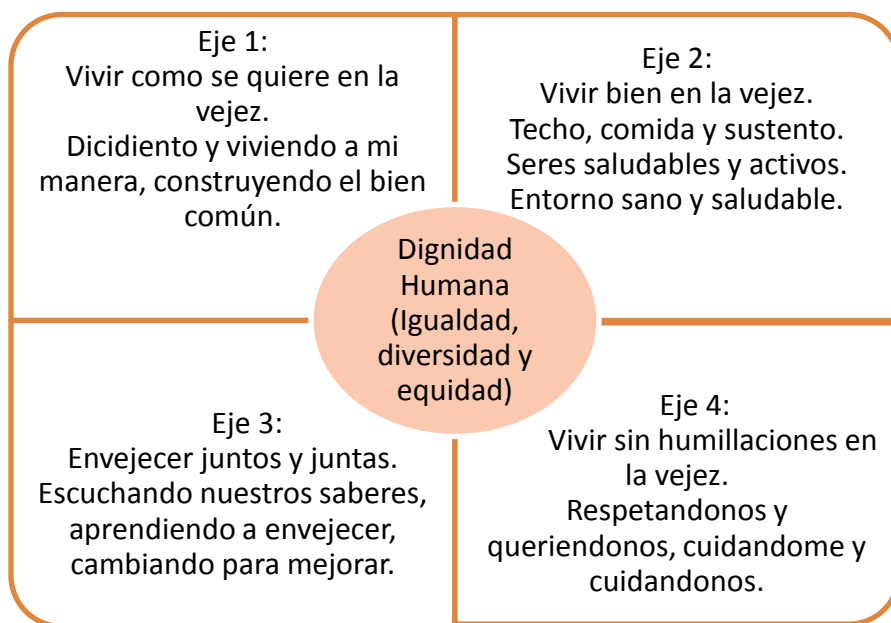 Eje 1:
Vivir como se quiere en la
vejez.
Dicidiento y viviendo a mi
manera, construyendo el bien
común.
Eje 2:
Vivir bien en la vejez.
Techo, comida y sustento.
Seres saludables y activos.
Entorno sano y saludable.
Dignidad
Humana
(Igualdad,
diversidad y
equidad)
Eje 3:
Envejecer juntos y juntas.
Escuchando nuestros saberes,
aprendiendo a envejecer,
cambiando para mejorar.
Eje 4:
Vivir sin humillaciones en
la vejez.
Respetandonos y
queriendonos, cuidandome y
cuidandonos.